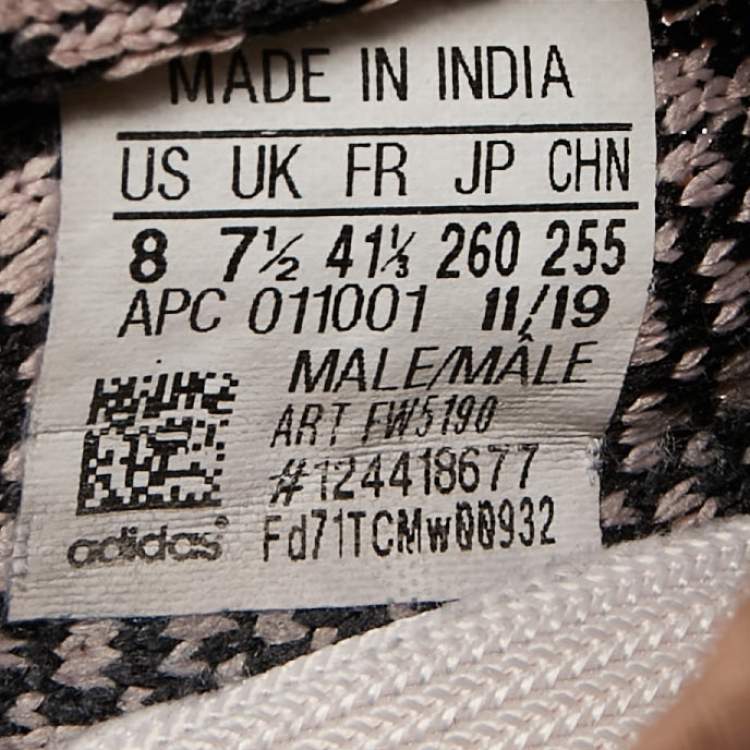 MADE IN INDIA
US UK FR JP CHN
8 7½ 41⅓ 260 255
APC 011001 11/19
MALE/MÂLE
ART FW5190
#124418677
adidas® Fd71TCMw00932